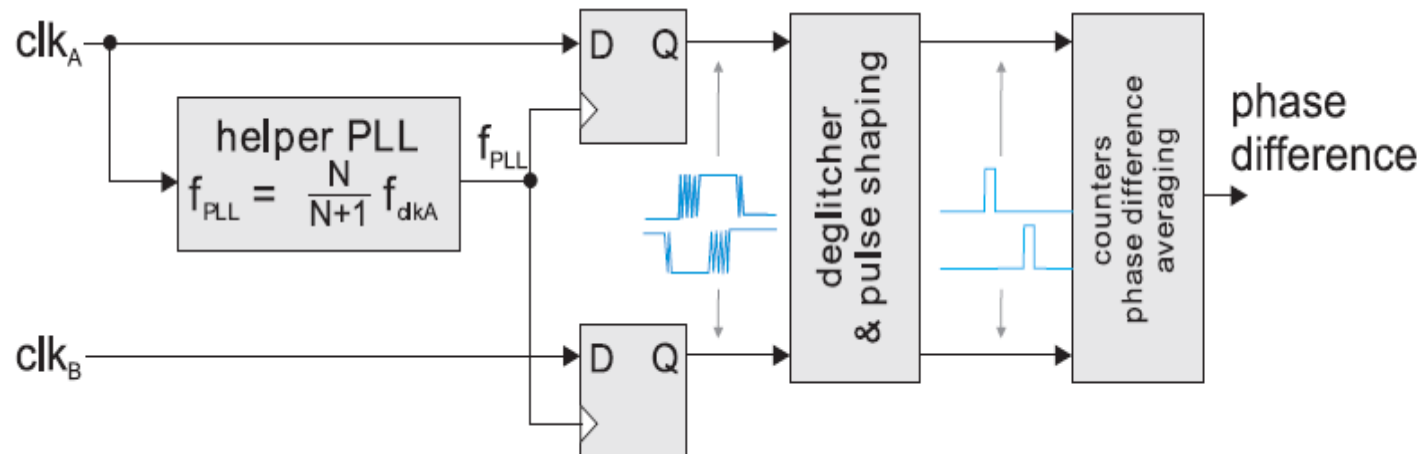 clkA
helper PLL
fPLL = N/N+1 fclkA
fPLL
D Q
clkB
D Q
deglitcher
& pulse shaping
counters
phase difference
averaging
phase
difference